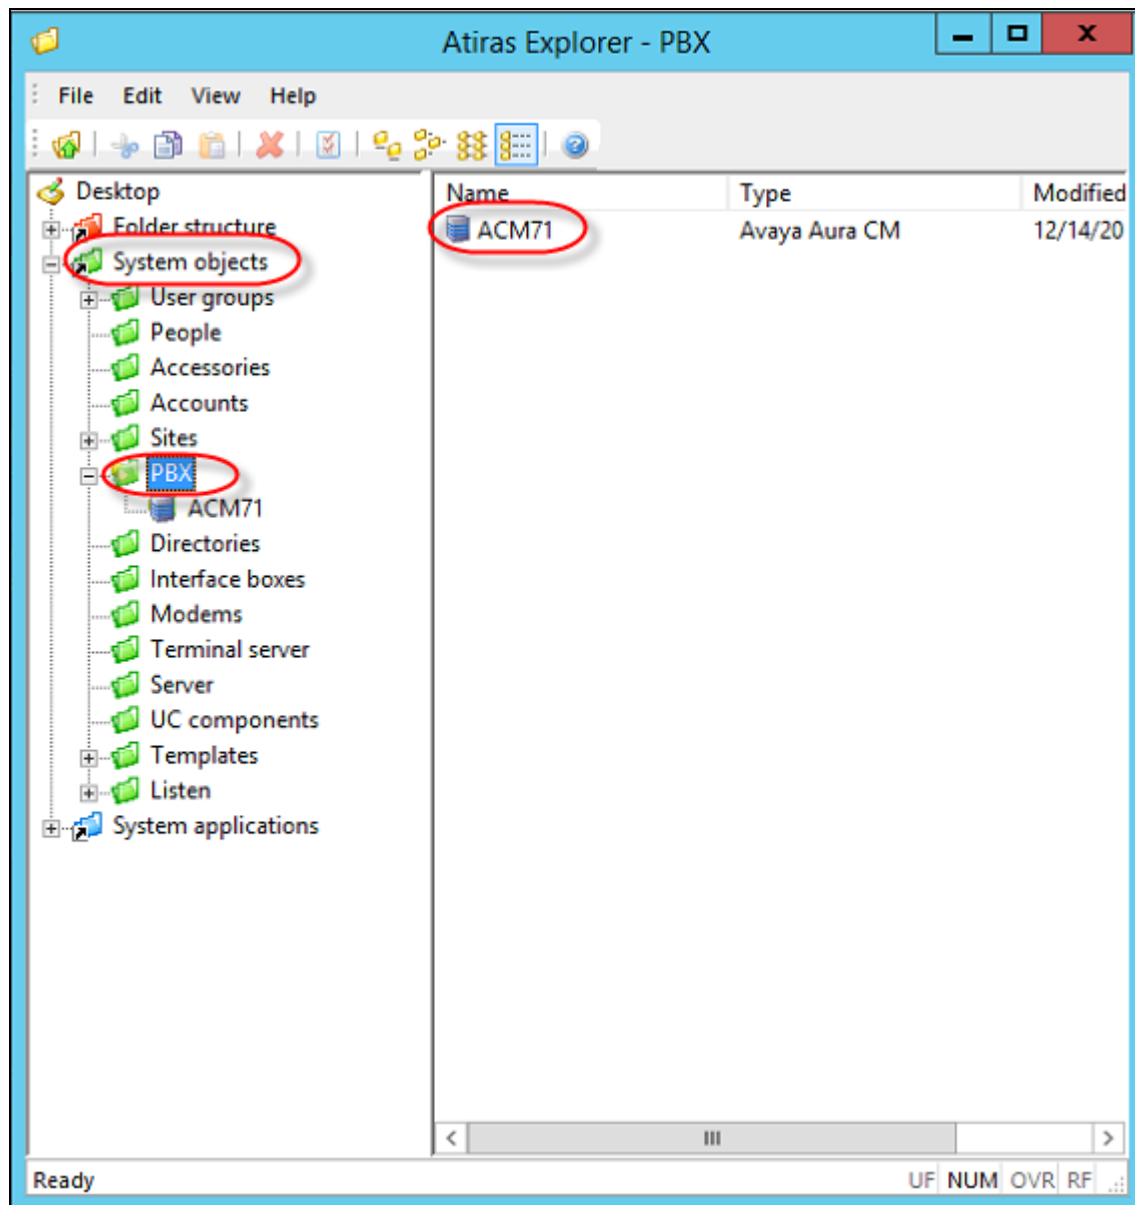 Atiras Explorer - PBX
File Edit View Help
Desktop
Folder structure
System objects
User groups
People
Accessories
Accounts
Sites
PBX
ACM71
Directories
Interface boxes
Modems
Terminal server
Server
UC components
Templates
Listen
System applications
Name Type Modified
ACM71 Avaya Aura CM 12/14/20
Ready UF NUM OVR RF